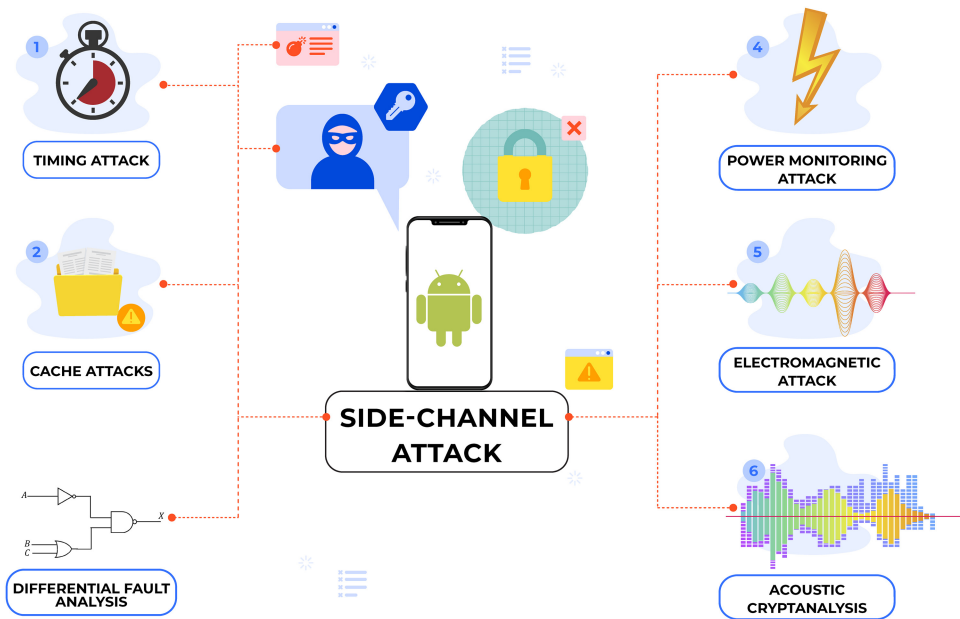 1
TIMING ATTACK
2
CACHE ATTACKS
A
B
C
X
DIFFERENTIAL FAULT
ANALYSIS
SIDE-CHANNEL
ATTACK
4
POWER MONITORING
ATTACK
5
ELECTROMAGNETIC
ATTACK
6
ACOUSTIC
CRYPTANALYSIS